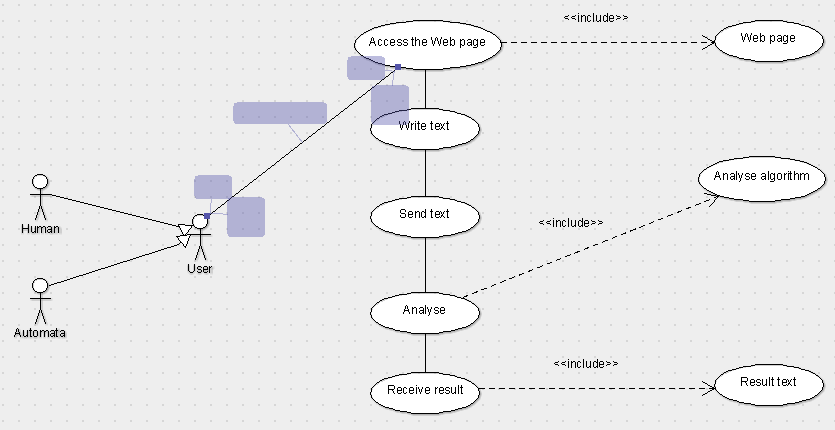 <<include>>
Access the Web page
Web page
Write text
Analyse algorithm
Human
Send text
<<include>>
User
Analyse
Automata
<<include>>
Receive result
Result text